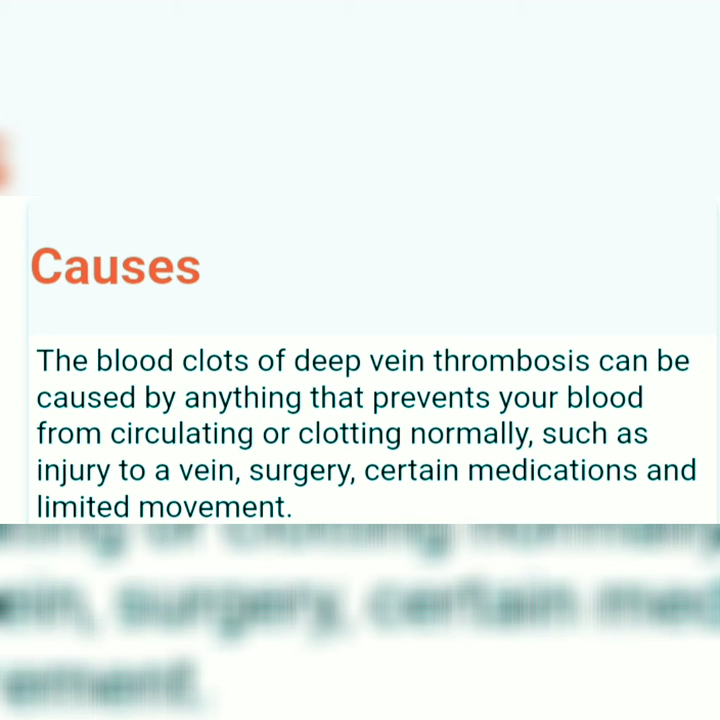 Causes
The blood clots of deep vein thrombosis can be
caused by anything that prevents your blood
from circulating or clotting normally, such as
injury to a vein, surgery, certain medications and
limited movement.